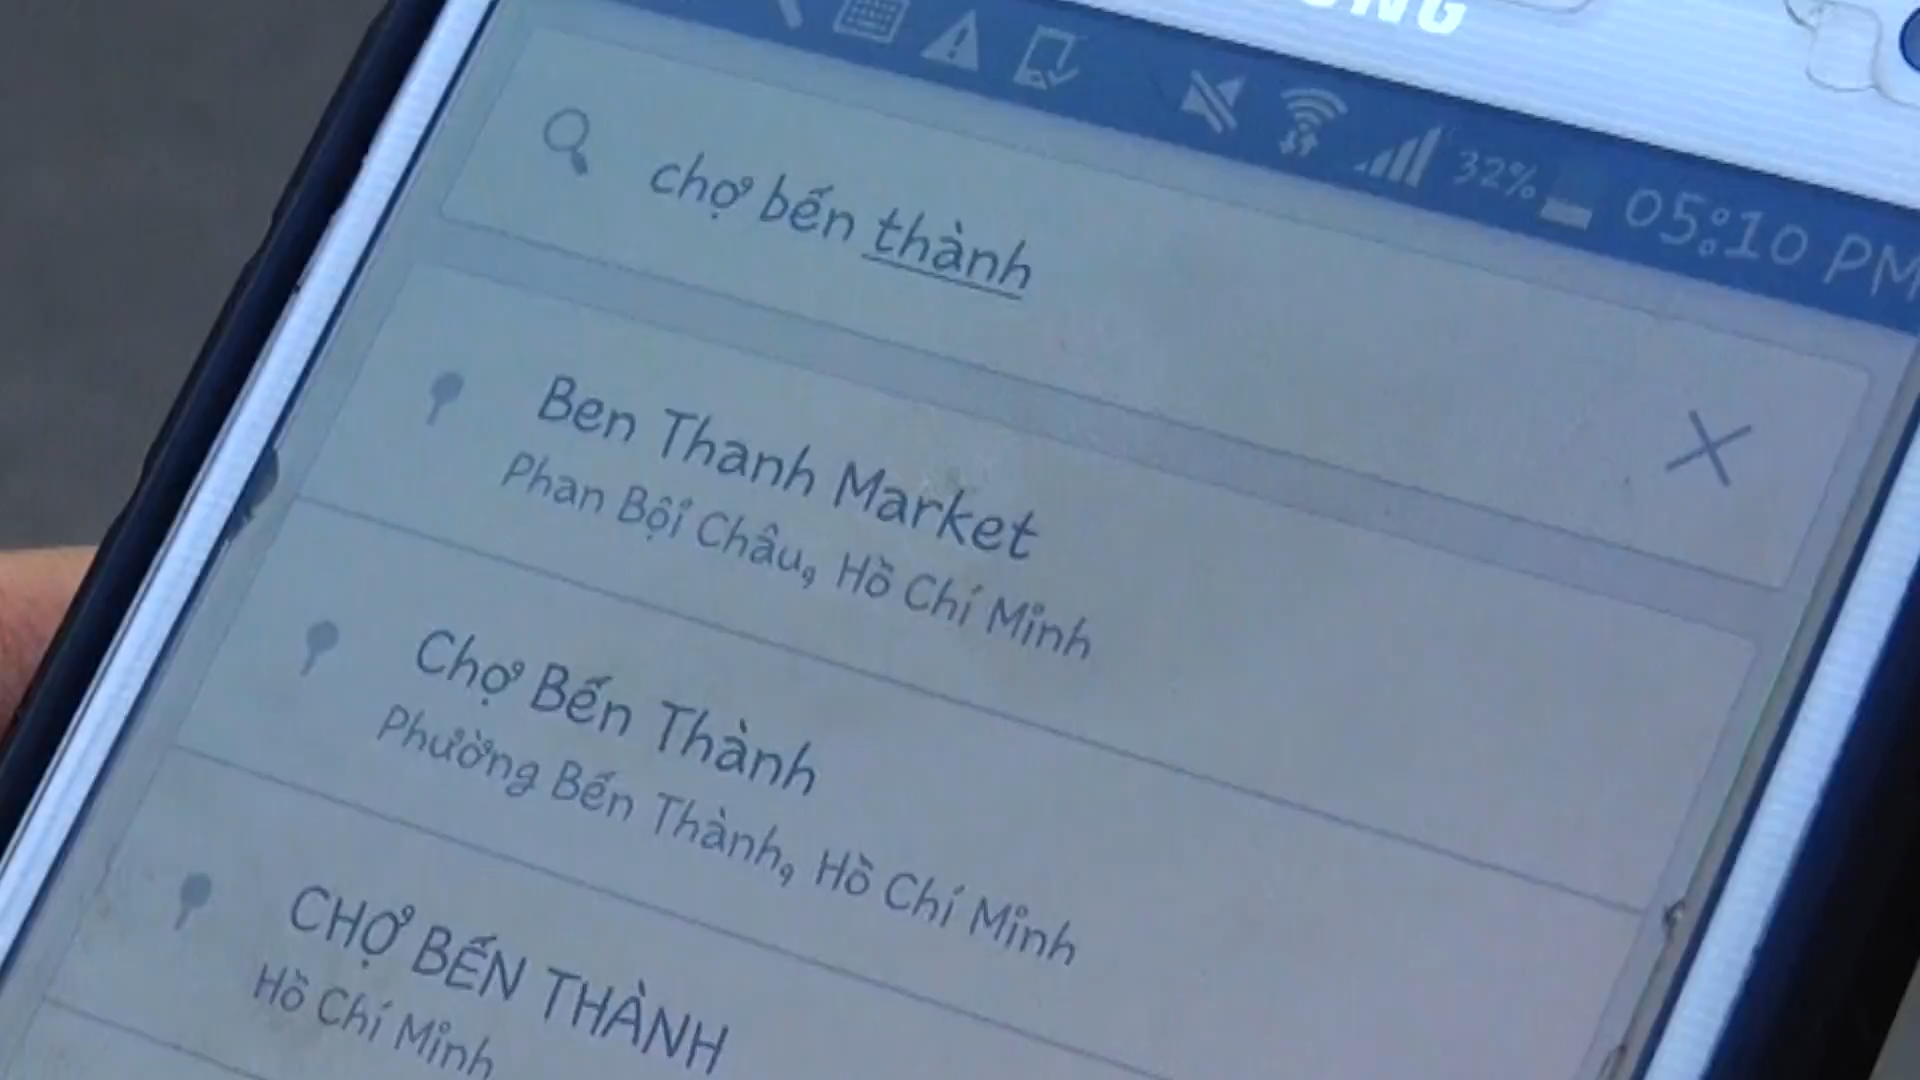 32% 05:10 PM
chợ bến thành
Ben Thanh Market
Phan Bội Châu, Hồ Chí Minh
Chợ Bến Thành
Phường Bến Thành, Hồ Chí Minh
CHỢ BẾN THÀNH
Hồ Chí Minh